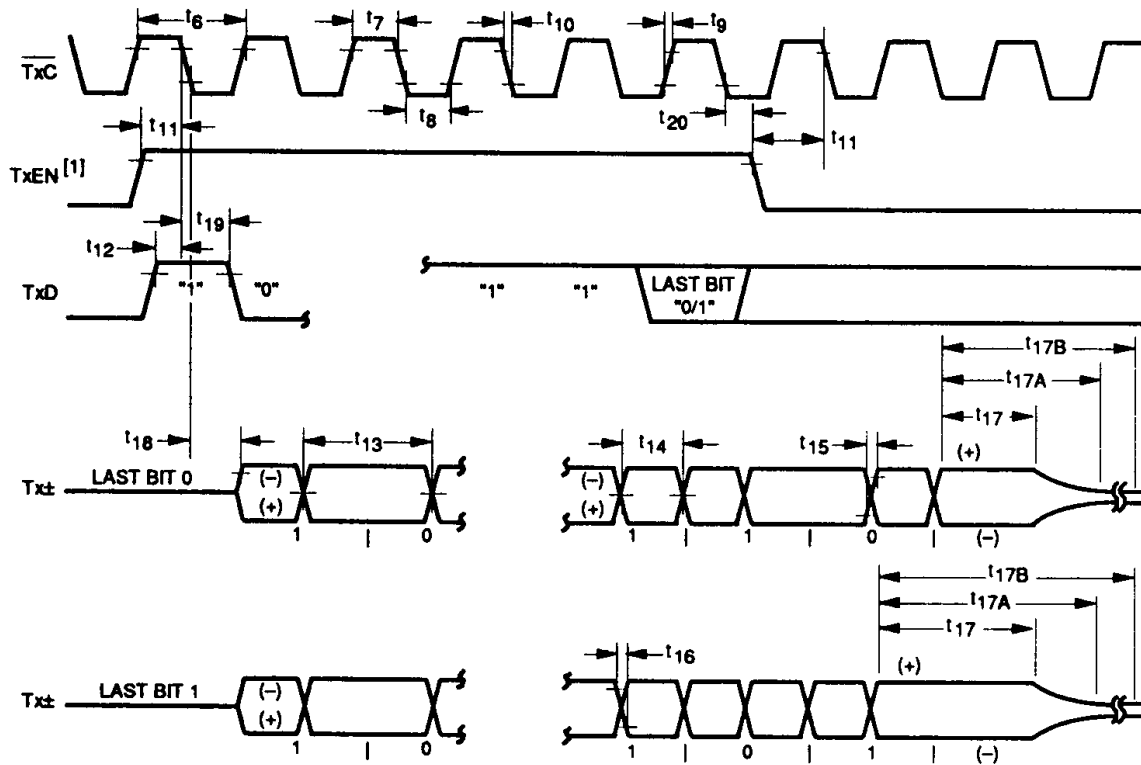 t6 t7 t10 t9
TxC
t11 t8 t20 t11
TxEN [1]
t19
t12
TxD "1" "0" "1" "1" LAST BIT
"0/1"
t17B
t17A
t18 t13 t14 t15 t17
Tx± LAST BIT 0 (–) (–) (+)
(+) (+)
1 | 0 1 | 1 | 0 | (–)
t17B
t17A
t17
t16
Tx± LAST BIT 1 (–) (+)
(+)
1 | 0 1 | 0 | 1 | (–)